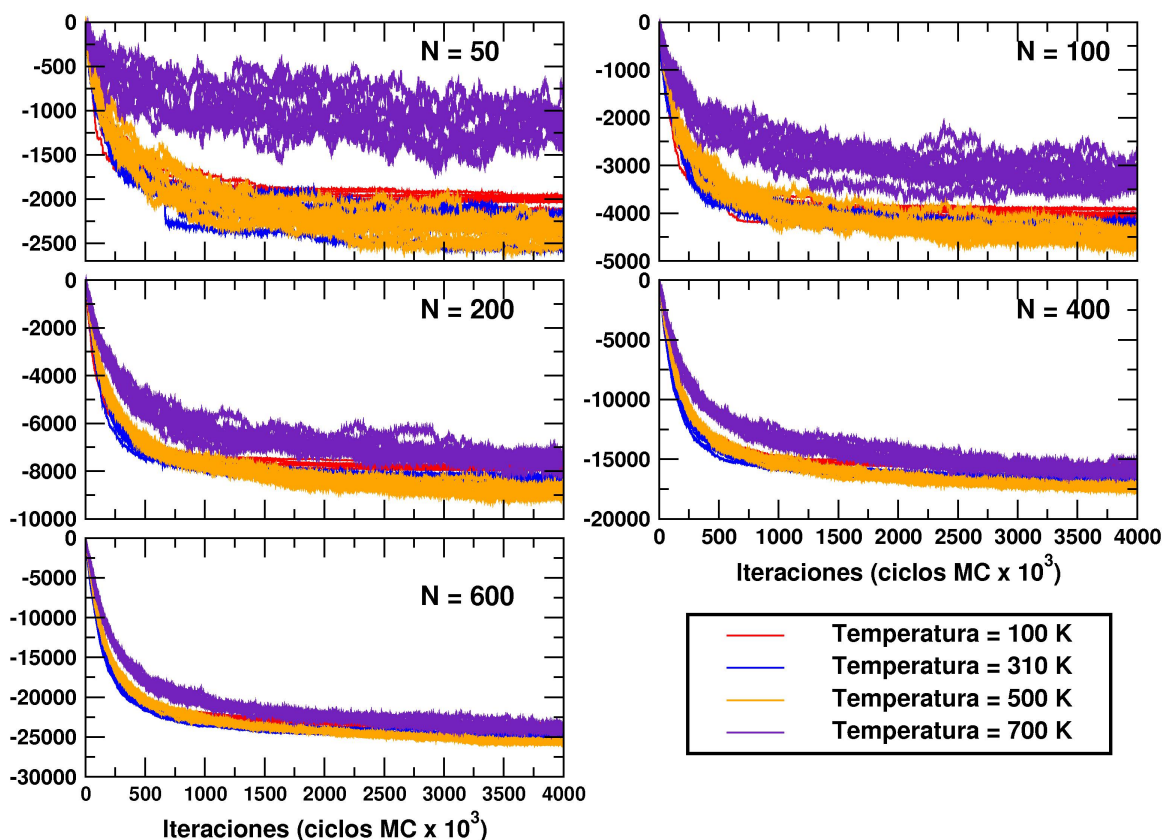 0
-500
-1000
-1500
-2000
-2500
N = 50
0
-1000
-2000
-3000
-4000
-5000
N = 100
0
-2000
-4000
-6000
-8000
-10000
N = 200
0
-5000
-10000
-15000
-20000
N = 400
0 500 1000 1500 2000 2500 3000 3500 4000
Iteraciones (ciclos MC x 10³)
0
-5000
-10000
-15000
-20000
-25000
-30000
N = 600
0 500 1000 1500 2000 2500 3000 3500 4000
Iteraciones (ciclos MC x 10³)
Temperatura = 100 K
Temperatura = 310 K
Temperatura = 500 K
Temperatura = 700 K